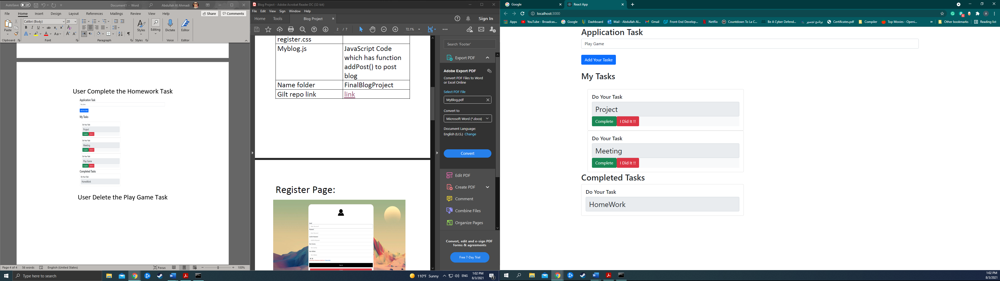 AutoSave Off
Document1 - Word
Abdullah Al Ahmadi
File Home Insert Design Layout References Mailings Review View Help
Share Comments
Calibri (Body) 20
Paste
Styles
Editing
Dictate
Editor
Clipboard Font Paragraph Styles Voice Editor
User Complete the Homework Task
Application Task
Play Game
Add Your Taske
My Tasks
Do Your Task
Project
Complete I Did It !!
Do Your Task
Meeting
Complete I Did It !!
Do Your Task
Play Game
Complete I Did It !!
Completed Tasks
Do Your Task
HomeWork
User Delete the Play Game Task
Page 4 of 4 56 words English (United States) Focus 100%
Blog Project - Adobe Acrobat Reader DC (32-bit)
File Edit View Sign Window Help
Home Tools Blog Project Sign In
2 / 7 72.1%
register.css
Myblog.js JavaScript Code
which has function
addPost() to post
blog
Name folder FinalBlogProject
Gilt repo link link
Register Page:
Email
Password
Confirm Password
Your Country
Your Address
Search 'Footer'
Export PDF
Adobe Export PDF
Convert PDF Files to Word
or Excel Online
Select PDF File
MyBlog.pdf
Convert to
Microsoft Word (*.docx)
Document Language:
English (U.S.) Change
Convert
Edit PDF
Create PDF
Comment
Combine Files
Organize Pages
Convert, edit and e-sign PDF
forms & agreements
Free 7-Day Trial
Type here to search
110°F Sunny ENG 1:02 PM
8/3/2021
1
Google React App
localhost:3000
Apps YouTube - Broadcas... Google Dashboard Mail - Abdullah Al... Gmail Front-End Develop... Netflix Countdown To La C... Be A Cyber Defend... برنامج تجسير Certificates.pdf Compiler Top Movies - Openi... » Other bookmarks Reading list
Application Task
Play Game
Add Your Taske
My Tasks
Do Your Task
Project
Complete I Did It !!
Do Your Task
Meeting
Complete I Did It !!
Completed Tasks
Do Your Task
HomeWork
1:02 PM
8/3/2021